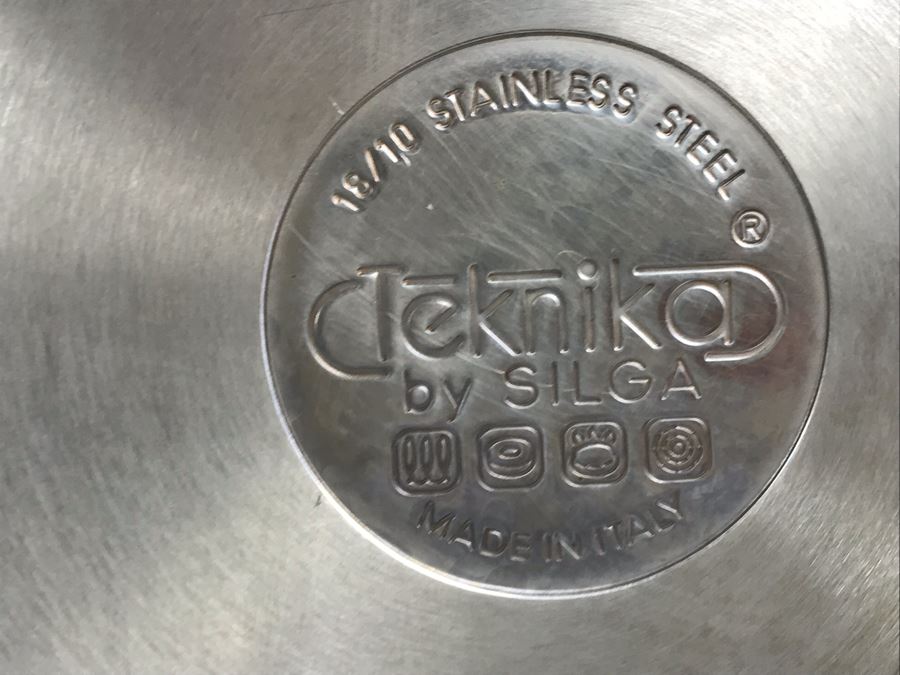 18/10 STAINLESS STEEL
®
Teknika
by SILGA
MADE IN ITALY